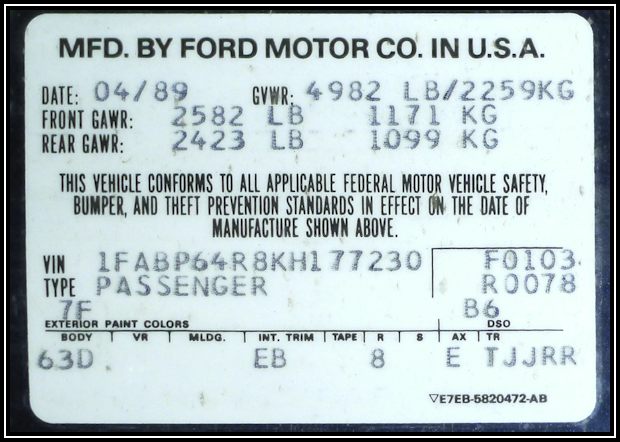 MFD. BY FORD MOTOR CO. IN U.S.A.
DATE: 04/89 GVWR: 4982 LB/2259KG
FRONT GAWR: 2582 LB 1171 KG
REAR GAWR: 2423 LB 1099 KG
THIS VEHICLE CONFORMS TO ALL APPLICABLE FEDERAL MOTOR VEHICLE SAFETY,
BUMPER, AND THEFT PREVENTION STANDARDS IN EFFECT ON THE DATE OF
MANUFACTURE SHOWN ABOVE.
VIN 1FABP64R8KH177230 F0103
TYPE PASSENGER R0078
7F B6
EXTERIOR PAINT COLORS DSO
BODY VR MLDG. INT. TRIM TAPE R S AX TR
63D EB 8 E TJJRR
▽E7EB-5820472-AB